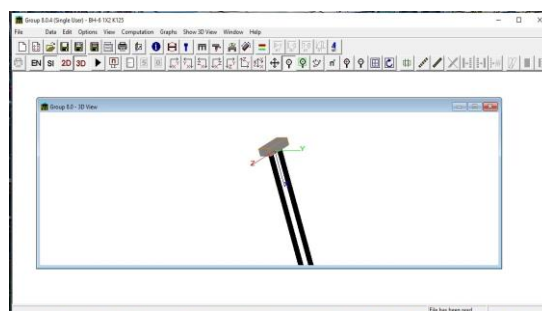 Group 8.0.4 (Single User) - BH-8 1X2 K125
File Data Edit Options View Computation Graphs Show 3D View Window Help
EN SI 2D 3D
Group 8.0 - 3D View
Y
Z
File has been read